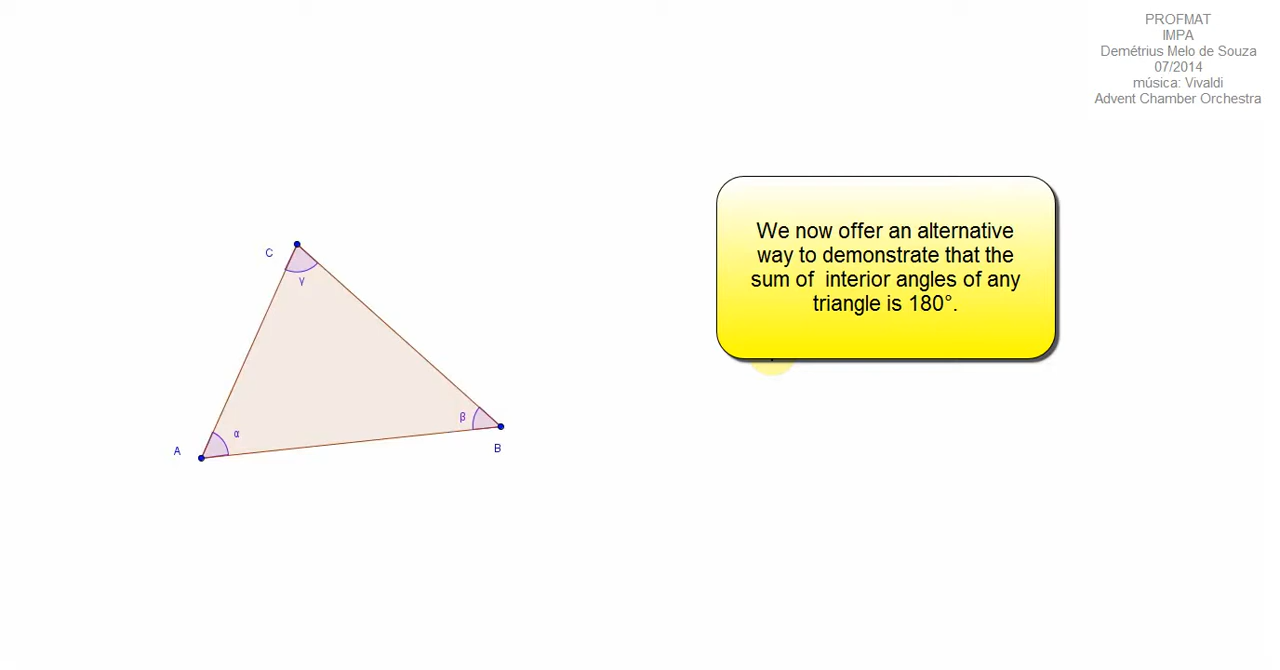 PROFMAT
IMPA
Demétrius Melo de Souza
07/2014
música: Vivaldi
Advent Chamber Orchestra
We now offer an alternative
way to demonstrate that the
sum of interior angles of any
triangle is 180°.
C
γ
β
α
A
B